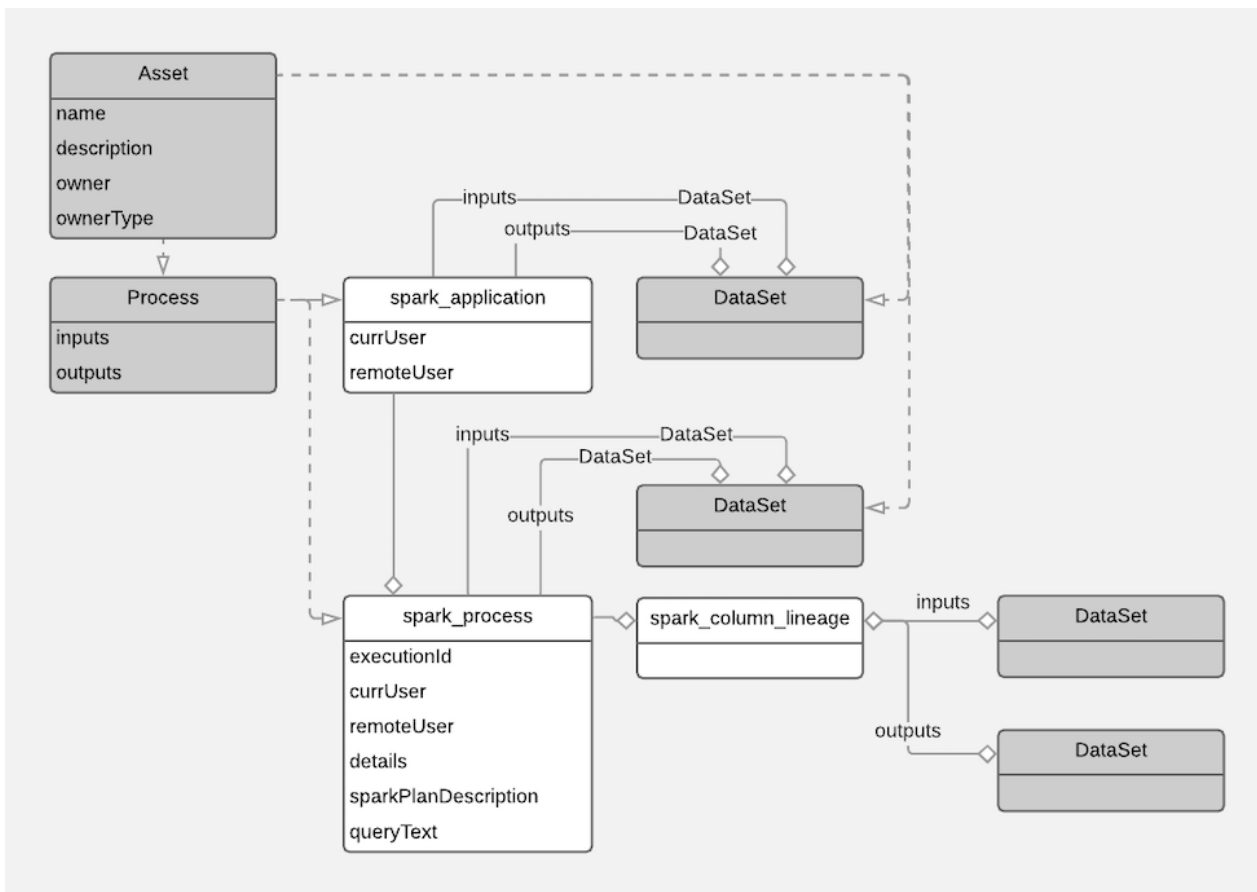 Asset
name
description
owner
ownerType
Process
inputs
outputs
inputs
DataSet
outputs
DataSet
spark_application
currUser
remoteUser
DataSet
inputs
DataSet
DataSet
outputs
DataSet
spark_process
executionId
currUser
remoteUser
details
sparkPlanDescription
queryText
spark_column_lineage
inputs
DataSet
outputs
DataSet